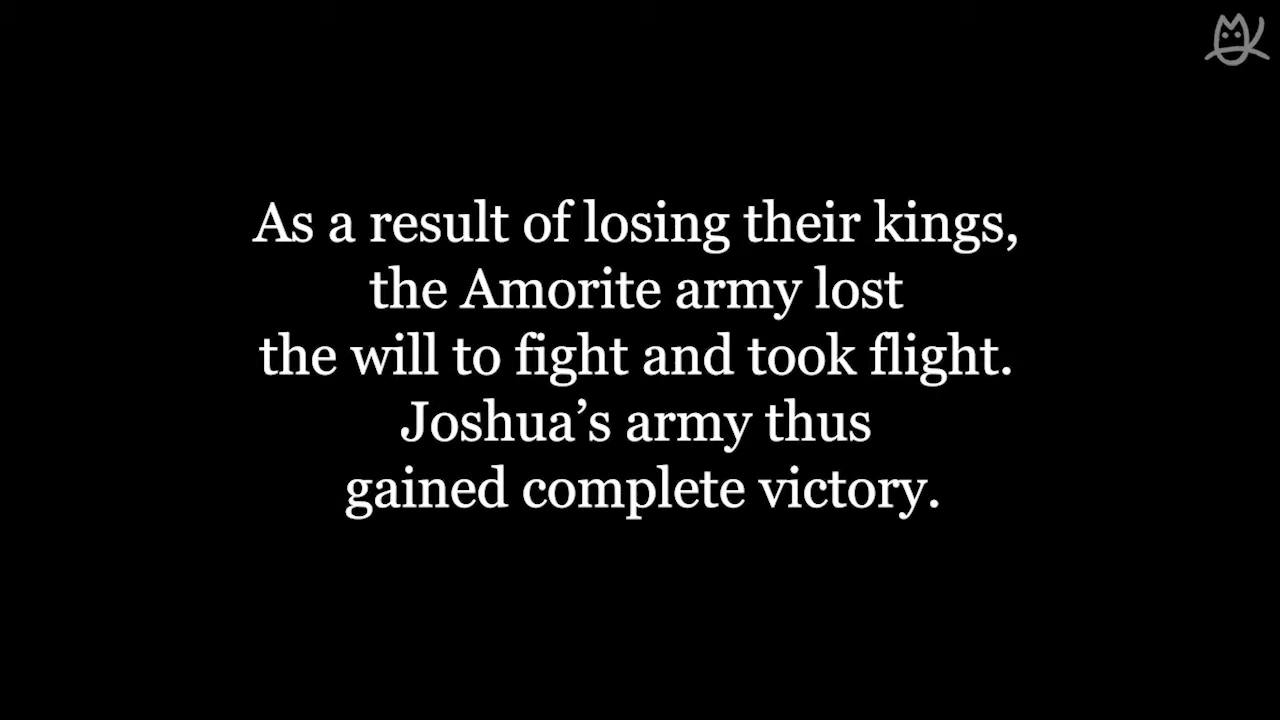 As a result of losing their kings,
the Amorite army lost
the will to fight and took flight.
Joshua’s army thus
gained complete victory.